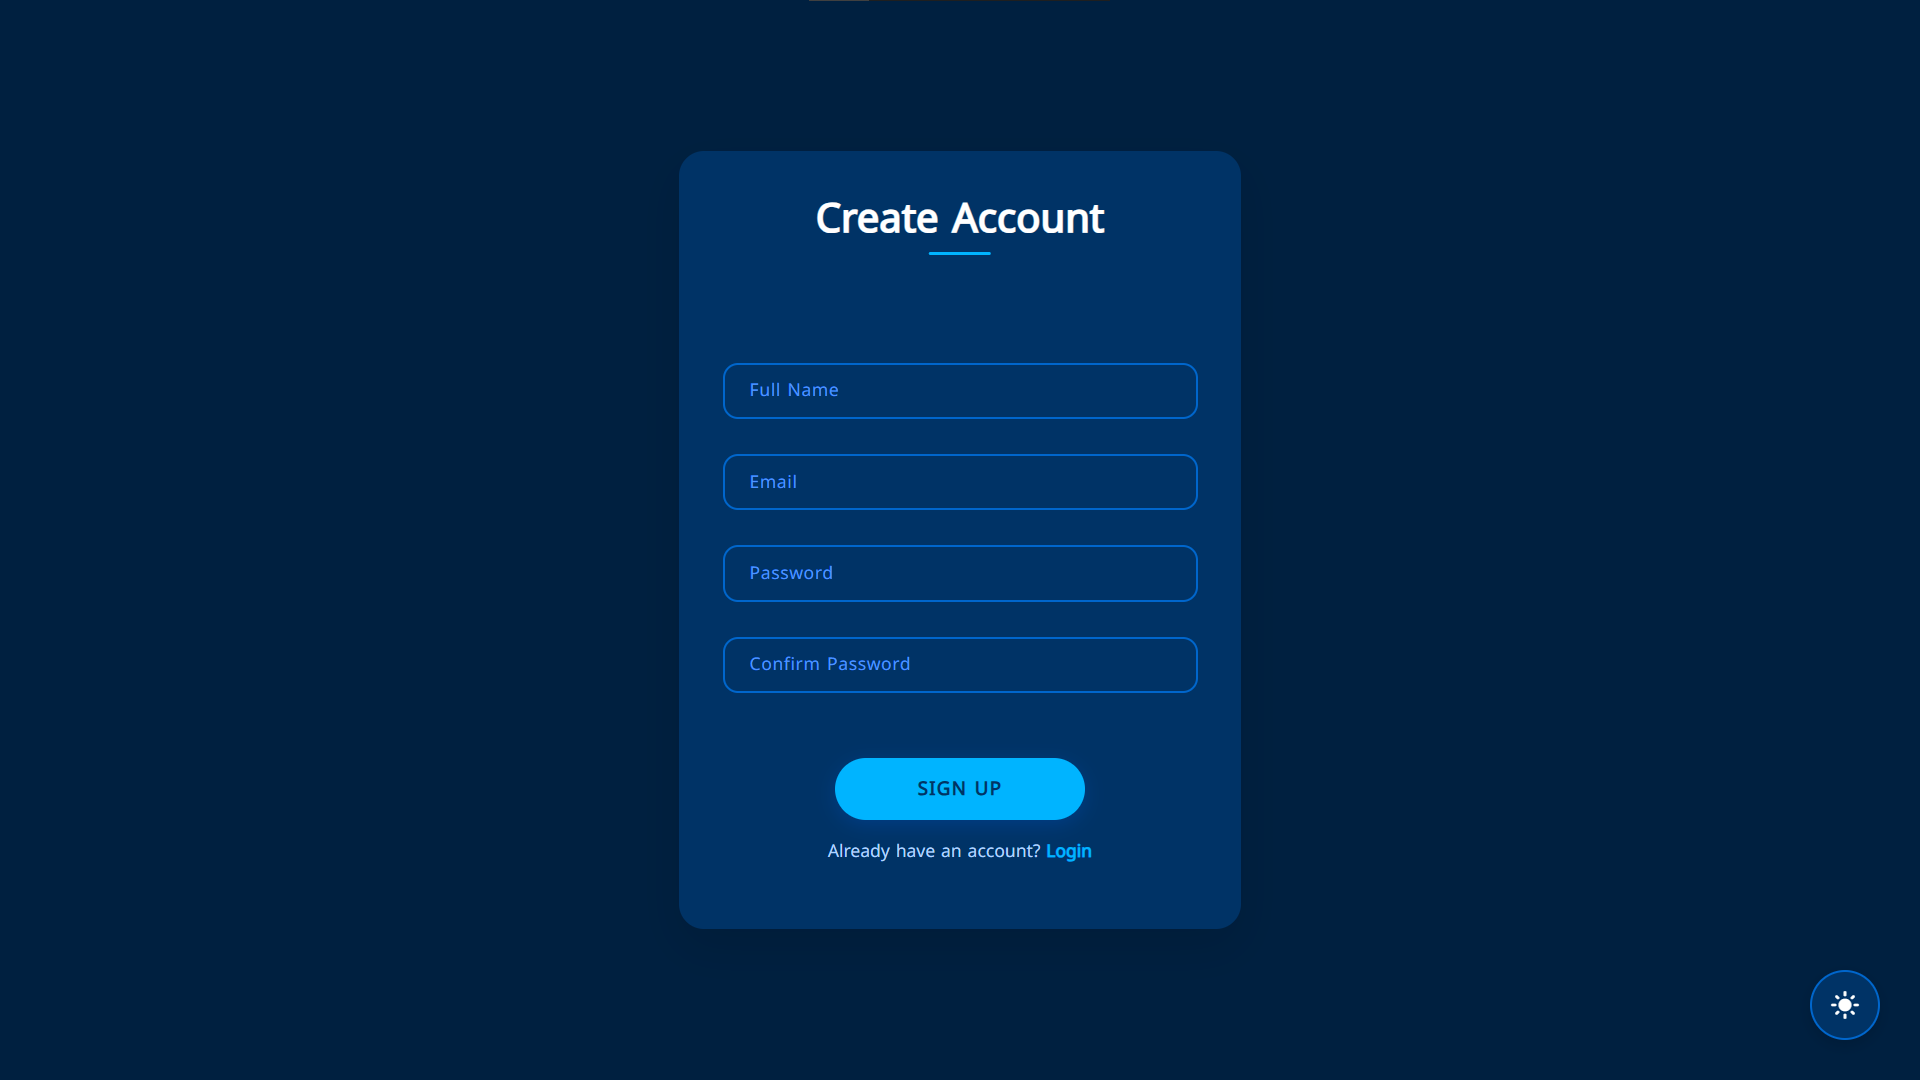 Create Account
Full Name
Email
Password
Confirm Password
SIGN UP
Already have an account? Login